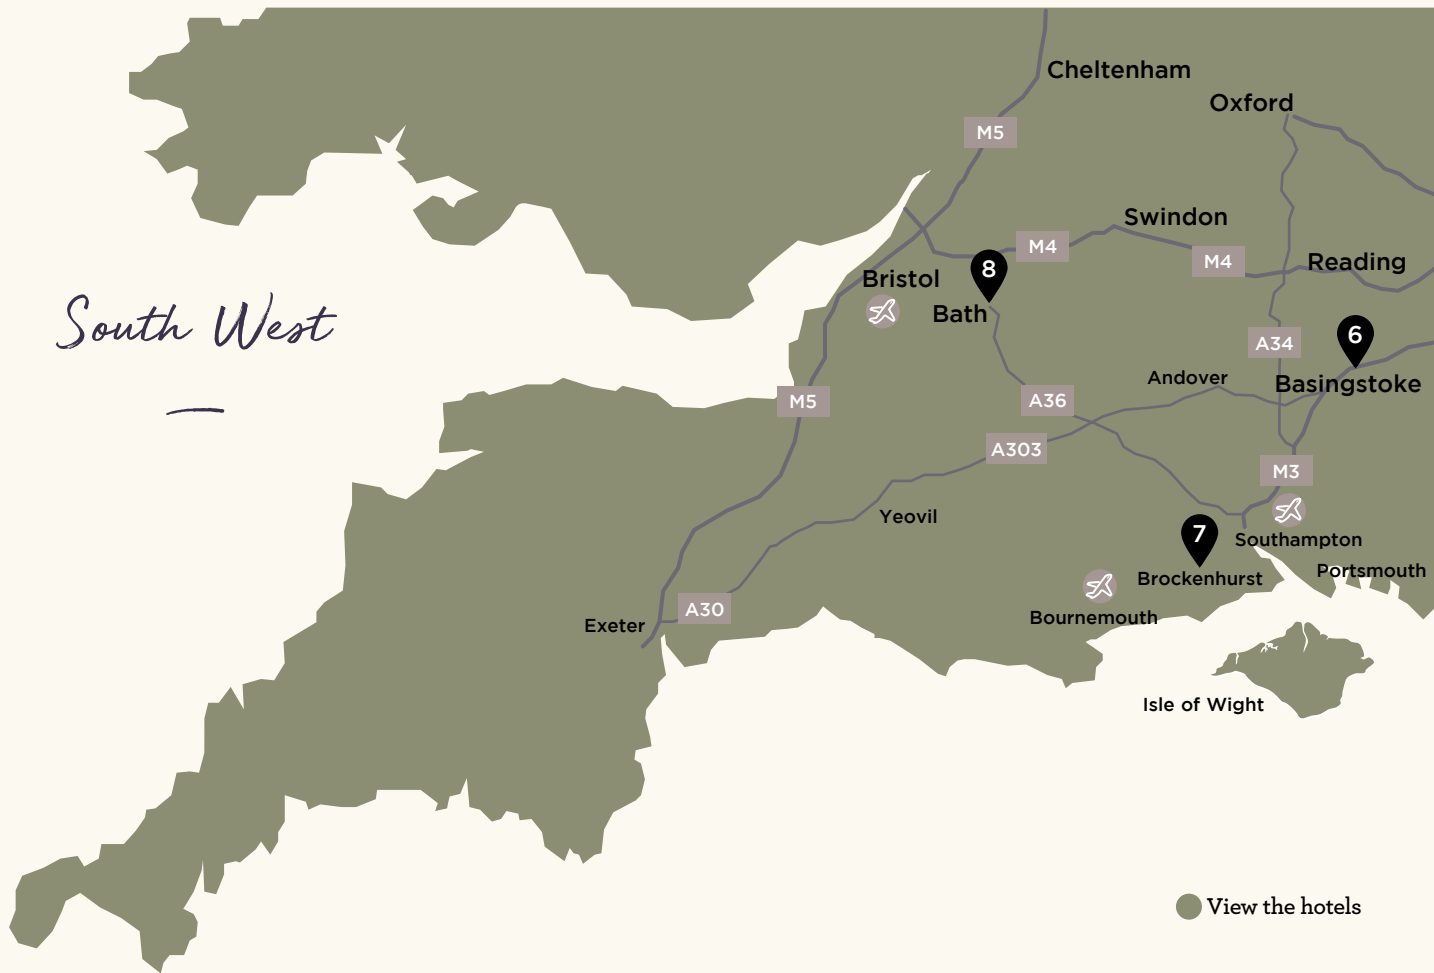 Cheltenham
Oxford
M5
Swindon
M4
M4
Reading
8
Bristol
Bath
South West
6
A34
Andover
Basingstoke
M5
A36
A303
M3
Yeovil
7
Southampton
Brockenhurst
Portsmouth
A30
Exeter
Bournemouth
Isle of Wight
View the hotels